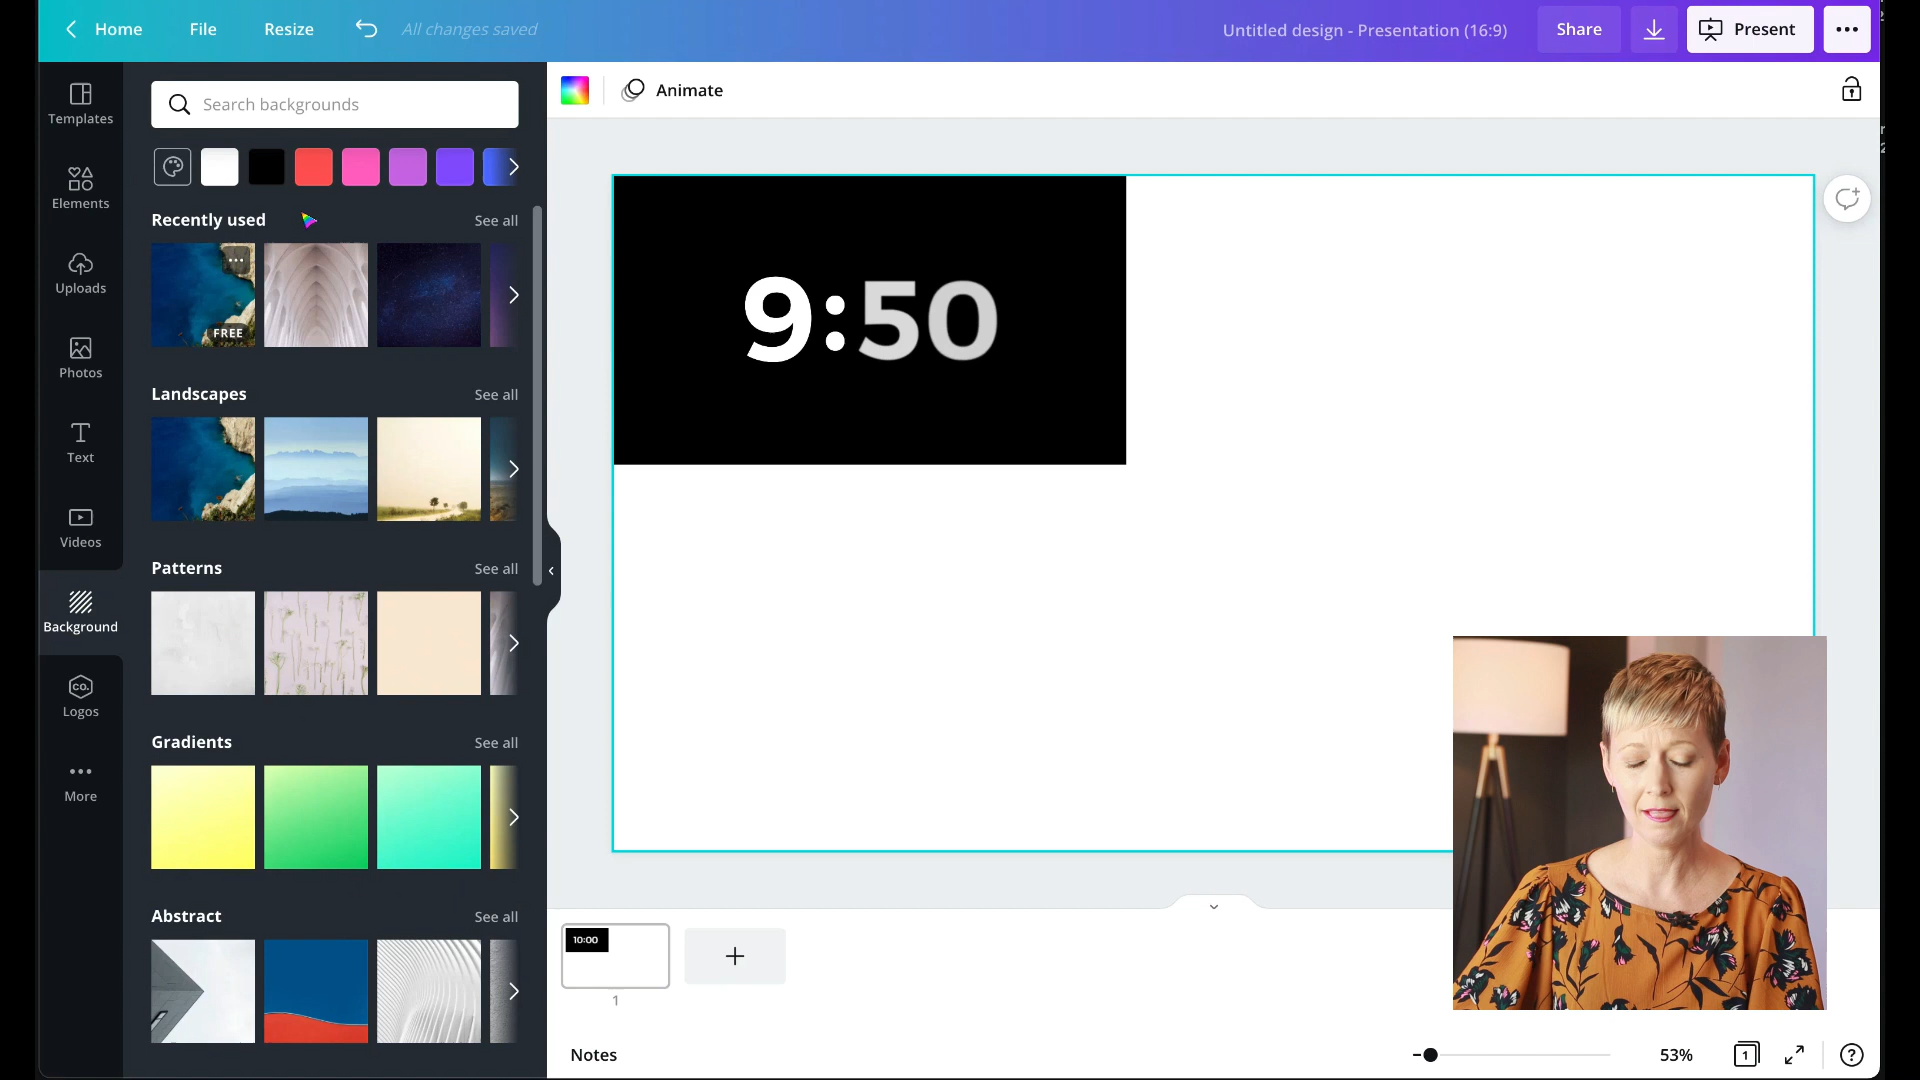 Home
File
Resize
All changes saved
Untitled design - Presentation (16:9)
Share
Present
Templates
Elements
Uploads
Photos
Text
Videos
Background
CO.
Logos
More
Search backgrounds
Recently used
See all
FREE
Landscapes
See all
Patterns
See all
Gradients
See all
Abstract
See all
Animate
9:50
10:00
1
Notes
53%
1
?